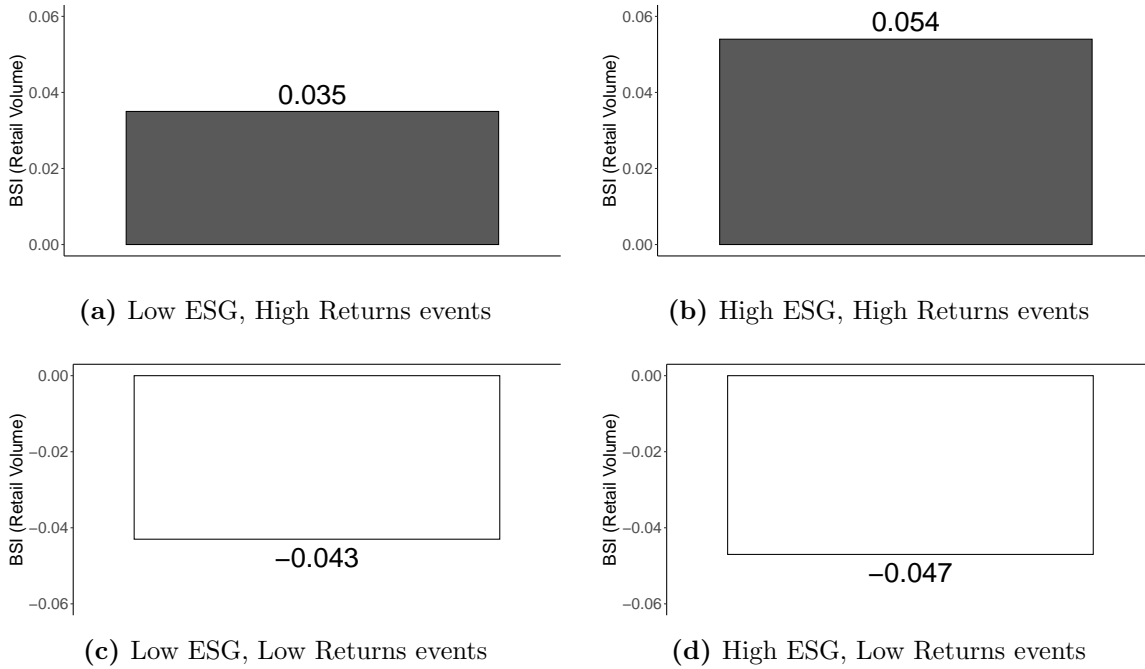 0.06
0.04
0.02
0.00
BSI (Retail Volume)
0.035
(a) Low ESG, High Returns events
0.06
0.04
0.02
0.00
BSI (Retail Volume)
0.054
(b) High ESG, High Returns events
0.00
−0.02
−0.04
−0.06
BSI (Retail Volume)
−0.043
(c) Low ESG, Low Returns events
0.00
−0.02
−0.04
−0.06
BSI (Retail Volume)
−0.047
(d) High ESG, Low Returns events